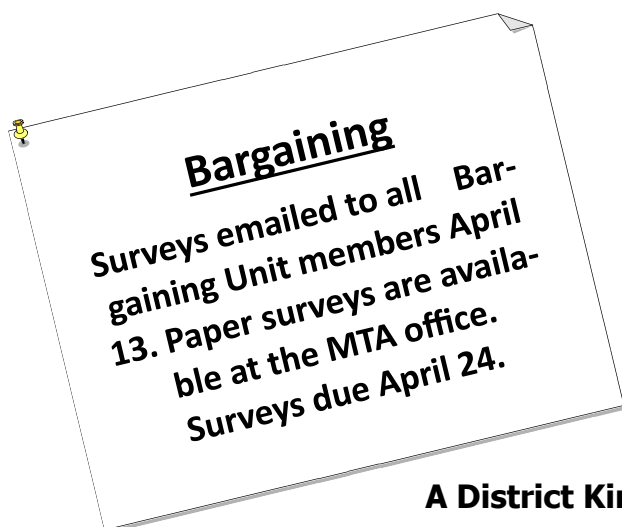 Bargaining
Surveys emailed to all Bar-
gaining Unit members April
13. Paper surveys are availa-
ble at the MTA office.
Surveys due April 24.
A District Kin